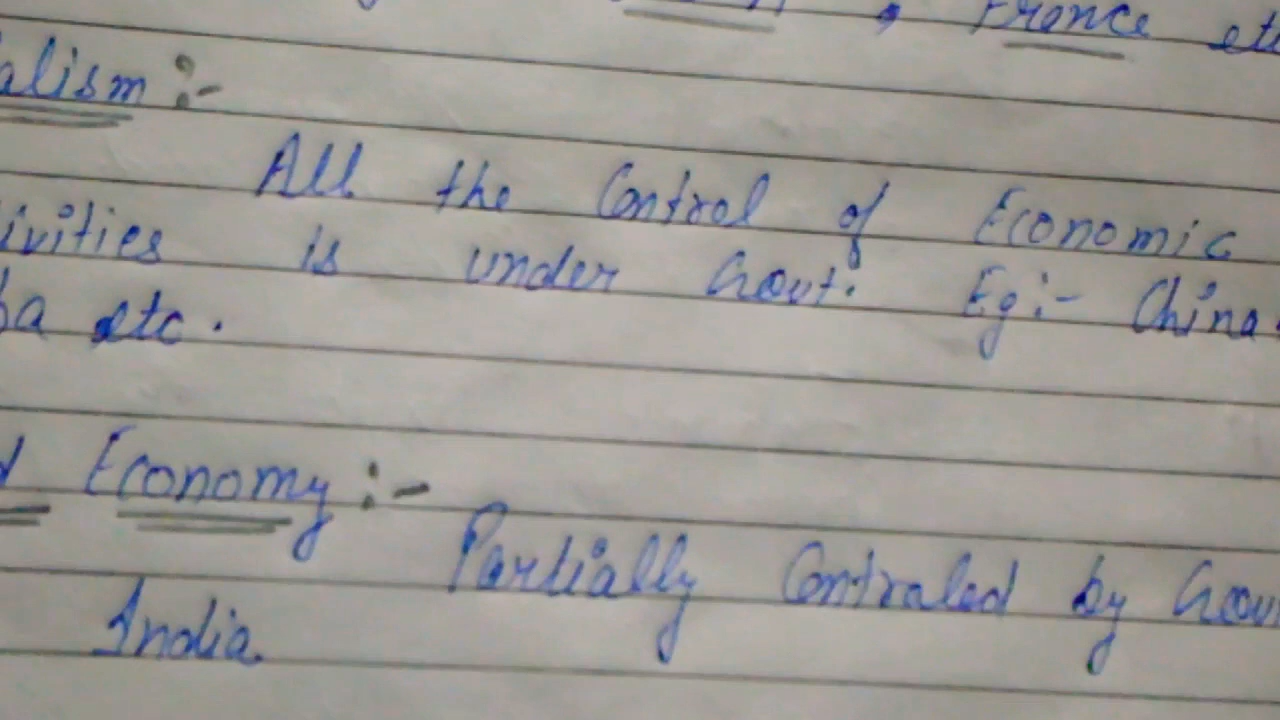 , France etc
alism :-
All the Control of Economic
ivities is under Govt. Eg:- China,
ba etc.
d Economy :-
Partially Contraled by Gov
India